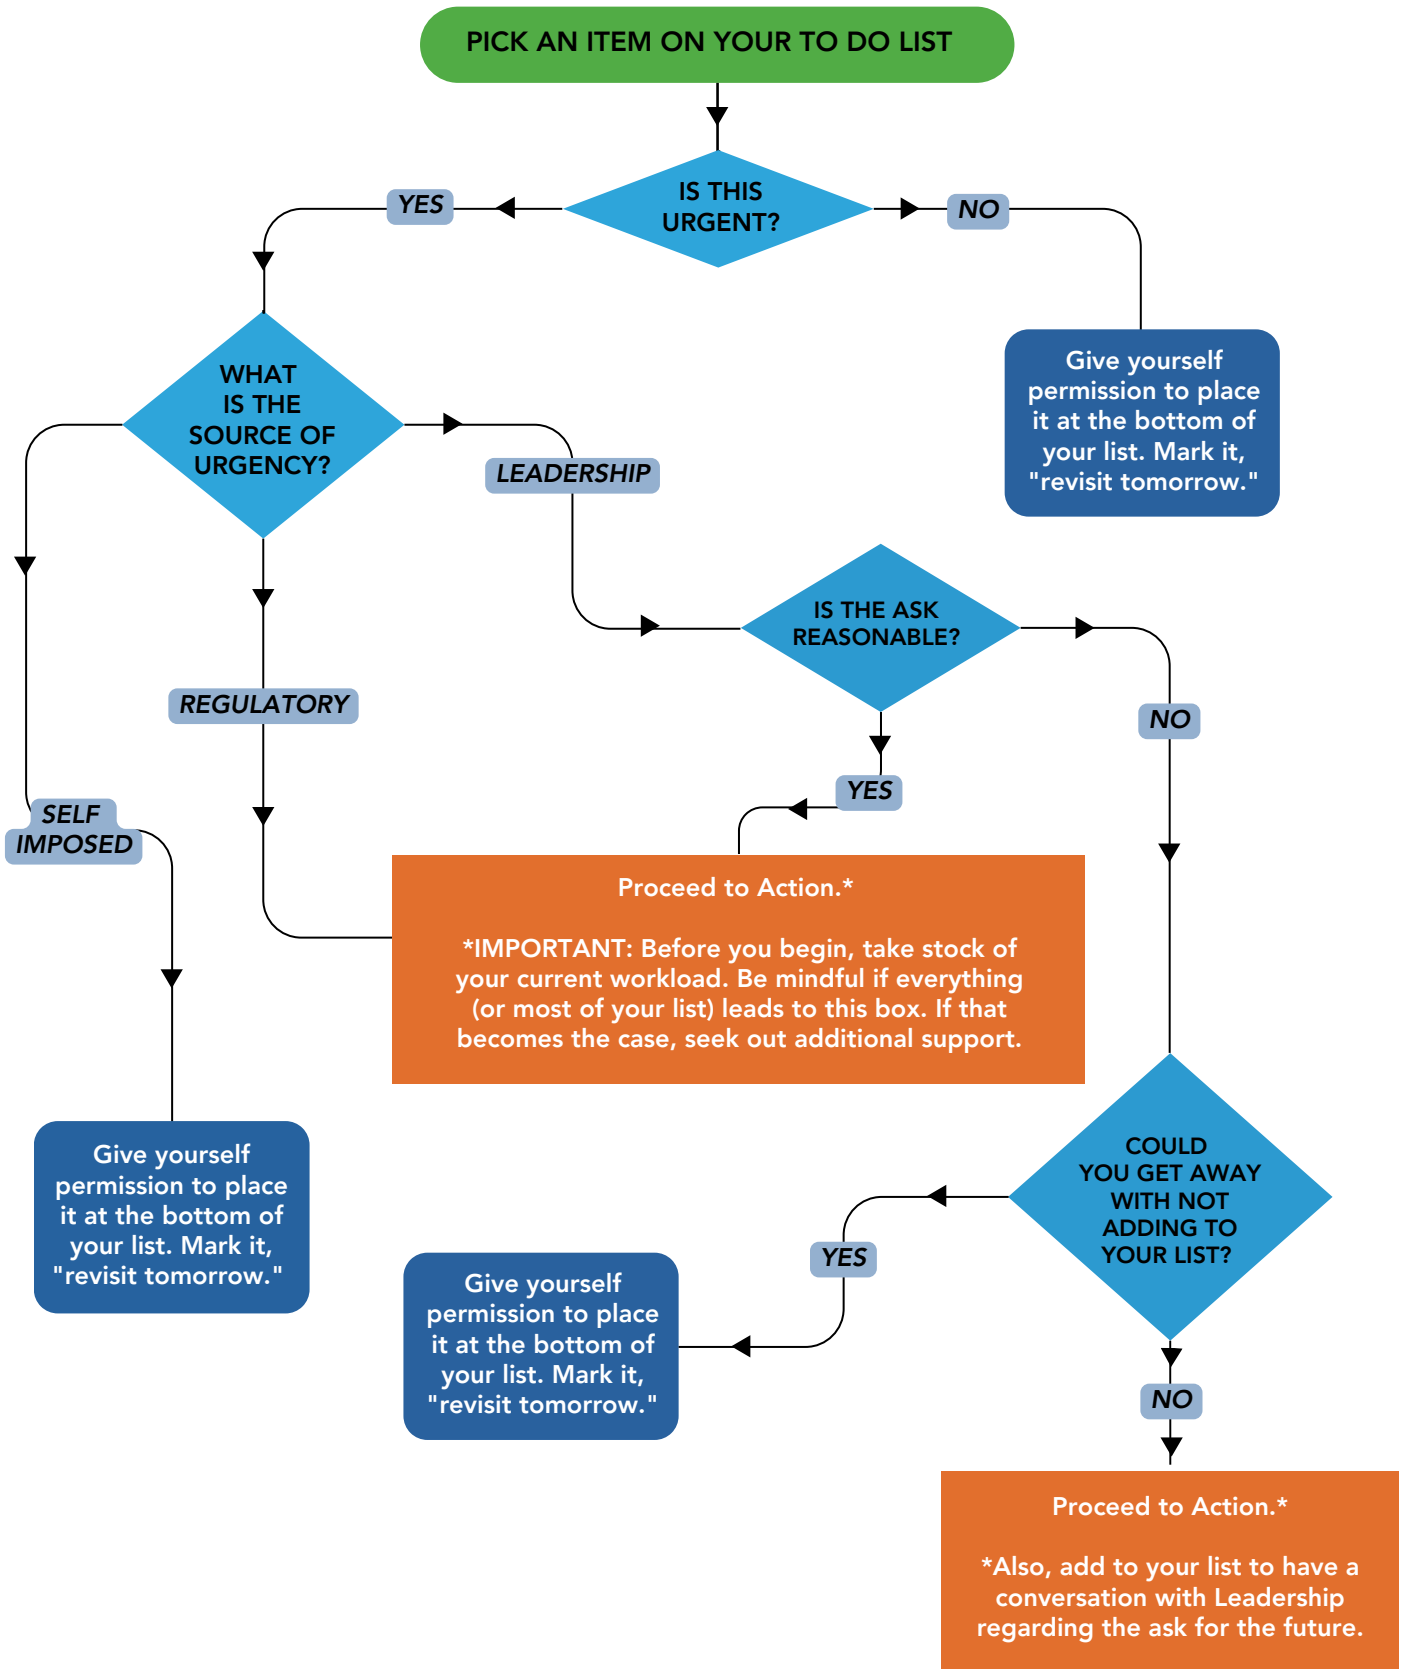 PICK AN ITEM ON YOUR TO DO LIST
IS THIS
URGENT?
YES
NO
WHAT
IS THE
SOURCE OF
URGENCY?
Give yourself
permission to place
it at the bottom of
your list. Mark it,
"revisit tomorrow."
LEADERSHIP
IS THE ASK
REASONABLE?
REGULATORY
NO
YES
SELF
IMPOSED
Proceed to Action.*
*IMPORTANT: Before you begin, take stock of
your current workload. Be mindful if everything
(or most of your list) leads to this box. If that
becomes the case, seek out additional support.
Give yourself
permission to place
it at the bottom of
your list. Mark it,
"revisit tomorrow."
COULD
YOU GET AWAY
WITH NOT
ADDING TO
YOUR LIST?
YES
Give yourself
permission to place
it at the bottom of
your list. Mark it,
"revisit tomorrow."
NO
Proceed to Action.*
*Also, add to your list to have a
conversation with Leadership
regarding the ask for the future.